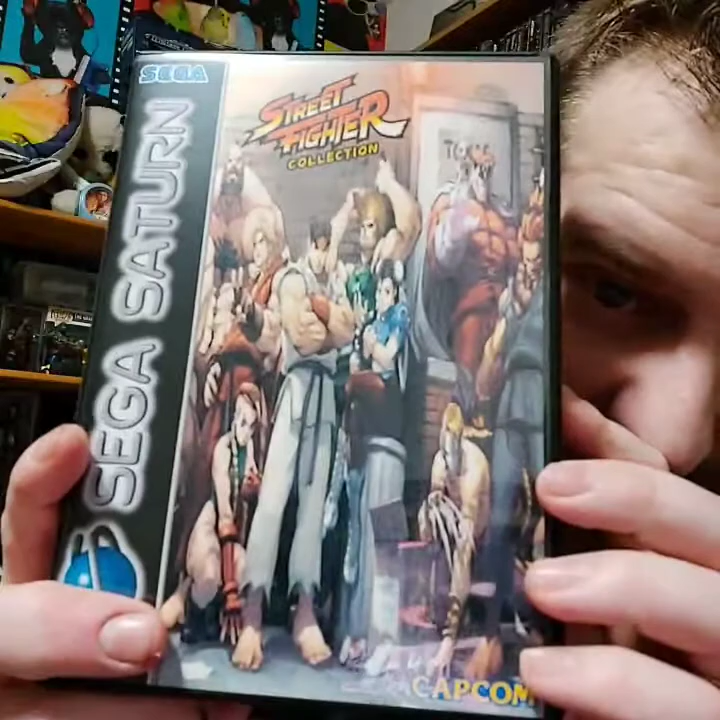 SEGA
SEGA SATURN
STREET
FIGHTER
COLLECTION
CAPCOM